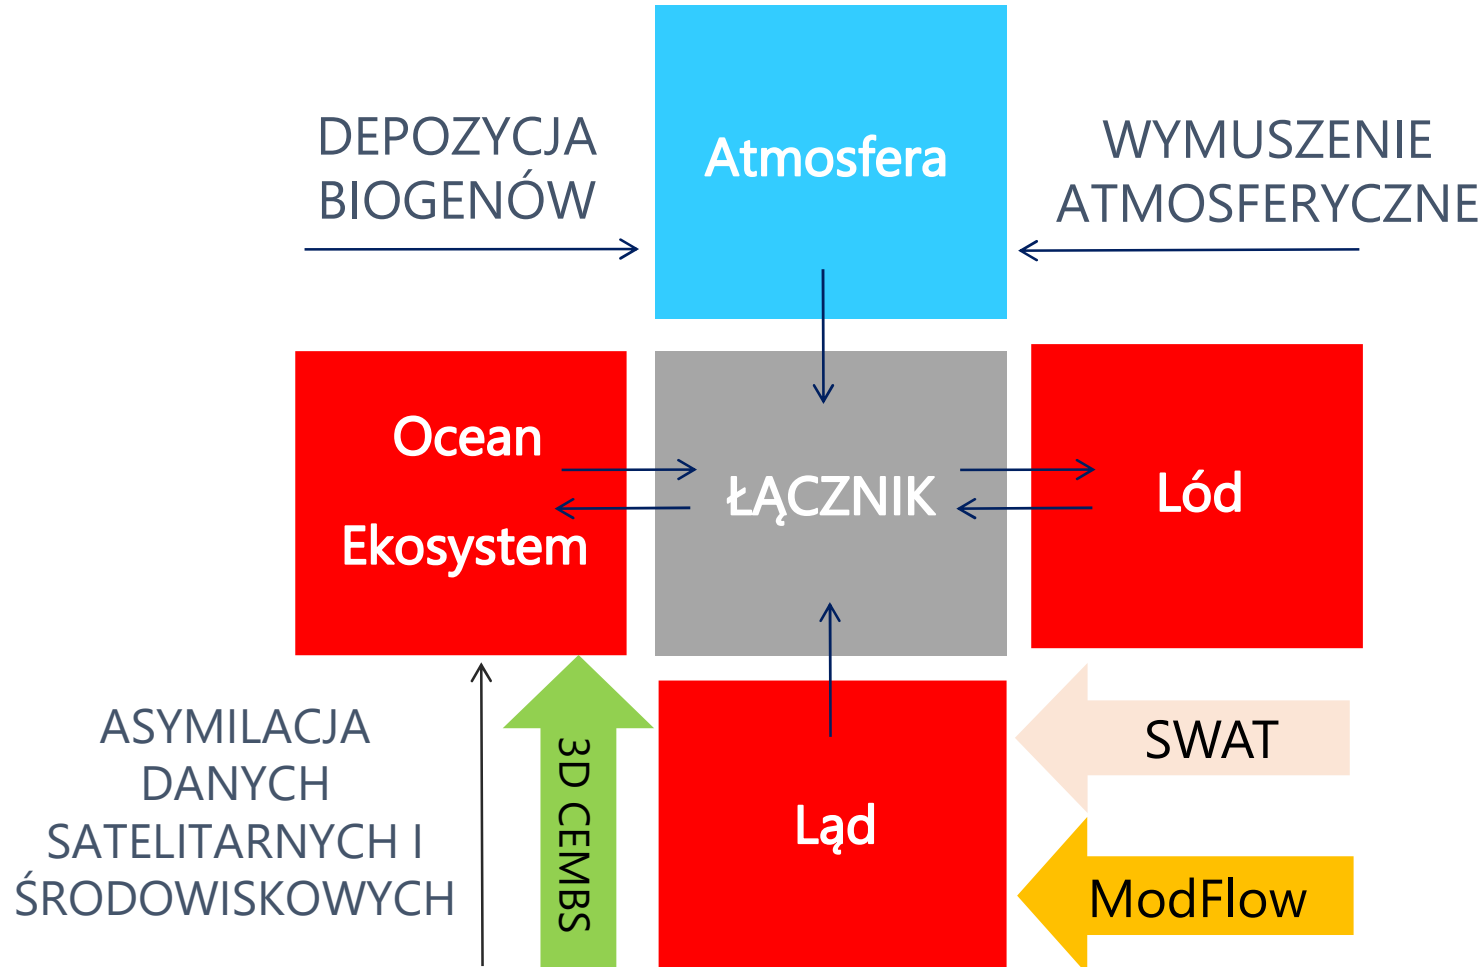 DEPOZYCJA
BIOGENÓW
Atmosfera
WYMUSZENIE
ATMOSFERYCZNE
Ocean
Ekosystem
ŁĄCZNIK
Lód
ASYMILACJA
DANYCH
SATELITARNYCH I
ŚRODOWISKOWYCH
3D CEMBS
Ląd
SWAT
ModFlow